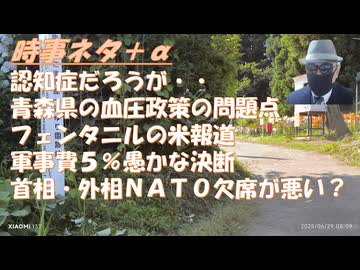 時事ネタ＋α
認知症だろうが・・
青森県の血圧政策の問題点
フェンタニルの米報道
軍事費５％愚かな決断
首相・外相ＮＡＴＯ欠席が悪い？
XIAOMI 13T
2025/06/29 08:09